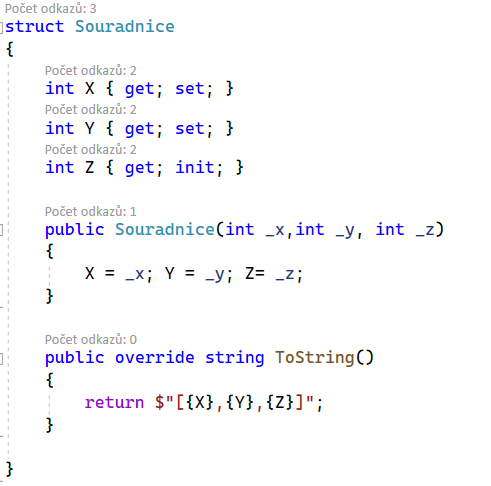 Počet odkazů: 3
struct Souradnice
{
Počet odkazů: 2
int X { get; set; }
Počet odkazů: 2
int Y { get; set; }
Počet odkazů: 2
int Z { get; init; }
Počet odkazů: 1
public Souradnice(int _x,int _y, int _z)
{
X = _x; Y = _y; Z= _z;
}
Počet odkazů: 0
public override string ToString()
{
return $"[{X},{Y},{Z}]";
}
}